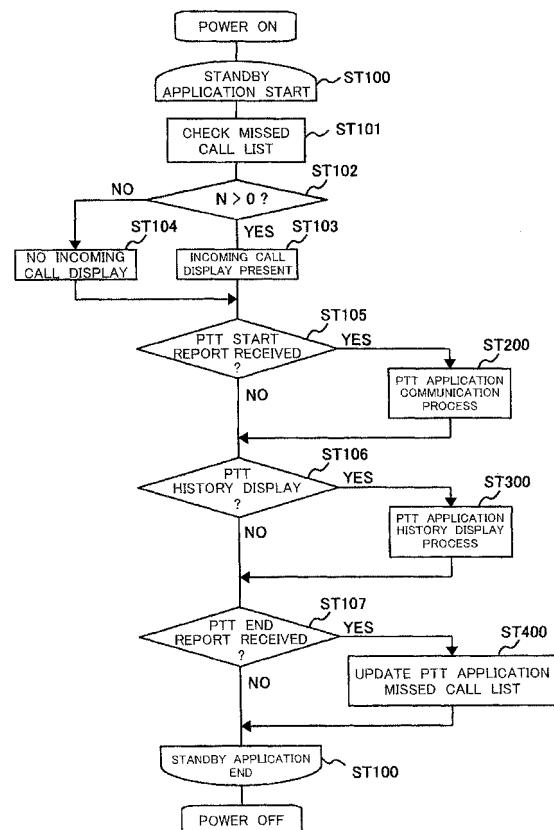 POWER ON
STANDBY
APPLICATION START
ST100
CHECK MISSED
CALL LIST
ST101
N > 0 ?
ST102
NO
YES
ST104
NO INCOMING
CALL DISPLAY
ST103
INCOMING CALL
DISPLAY PRESENT
PTT START
REPORT RECEIVED
?
ST105
YES
NO
ST200
PTT APPLICATION
COMMUNICATION
PROCESS
PTT
HISTORY DISPLAY
?
ST106
YES
NO
ST300
PTT APPLICATION
HISTORY DISPLAY
PROCESS
PTT END
REPORT RECEIVED
?
ST107
YES
NO
ST400
UPDATE PTT APPLICATION
MISSED CALL LIST
STANDBY APPLICATION
END
ST100
POWER OFF